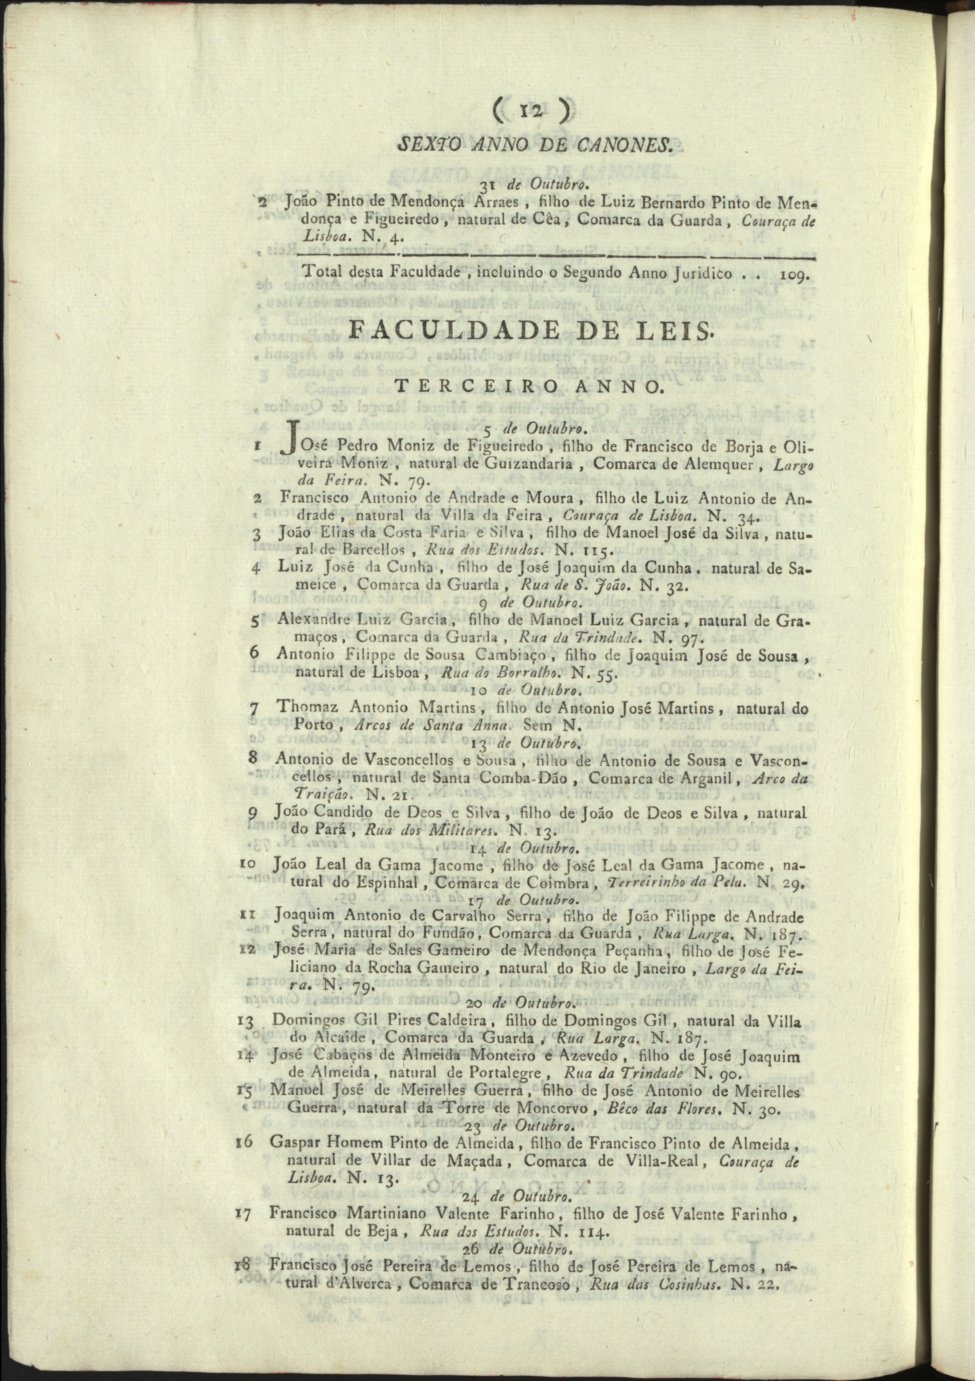 ( 12 )
SEXTO ANNO DE CANONES.
31 de Outubro.
2 João Pinto de Mendonça Arraes , filho de Luiz Bernardo Pinto de Men-
donça e Figueiredo , natural de Cêa , Comarca da Guarda , Couraça de
Lisboa. N. 4.
Total desta Faculdade , incluindo o Segundo Anno Juridico . . 109.
FACULDADE DE LEIS.
TERCEIRO ANNO.
5 de Outubro.
1 JOsé Pedro Moniz de Figueiredo , filho de Francisco de Borja e Oli-
veira Moniz , natural de Guizandaria , Comarca de Alemquer , Largo
da Feira. N. 79.
2 Francisco Antonio de Andrade e Moura , filho de Luiz Antonio de An-
drade , natural da Villa da Feira , Couraça de Lisboa. N. 34.
3 João Elias da Costa Faria e Silva , filho de Manoel José da Silva , natu-
ral de Barcellos , Rua dos Estudos. N. 115.
4 Luiz José da Cunha , filho de José Joaquim da Cunha , natural de Sa-
meice , Comarca da Guarda , Rua de S. João. N. 32.
9 de Outubro.
5 Alexandre Luiz Garcia , filho de Manoel Luiz Garcia , natural de Gra-
maços , Comarca da Guarda , Rua da Trindade. N. 97.
6 Antonio Filippe de Sousa Cambiaço , filho de Joaquim José de Sousa ,
natural de Lisboa , Rua do Borralho. N. 55.
10 de Outubro.
7 Thomaz Antonio Martins , filho de Antonio José Martins , natural do
Porto , Arcos de Santa Anna. Sem N.
13 de Outubro.
8 Antonio de Vasconcellos e Sousa , filho de Antonio de Sousa e Vascon-
cellos , natural de Santa Comba-Dão , Comarca de Arganil , Arco da
Traição. N. 21
9 João Candido de Deos e Silva , filho de João de Deos e Silva , natural
do Pará , Rua dos Militares. N. 13.
14 de Outubro.
10 João Leal da Gama Jacome , filho de José Leal da Gama Jacome , na-
tural do Espinhal , Comarca de Coimbra , Terreirinho da Pela. N. 29.
17 de Outubro.
11 Joaquim Antonio de Carvalho Serra , filho de João Filippe de Andrade
Serra , natural do Fundão , Comarca da Guarda , Rua Larga. N. 187.
12 José Maria de Sales Gameiro de Mendonça Peçanha , filho de José Fe-
liciano da Rocha Gameiro , natural do Rio de Janeiro , Largo da Fei-
ra. N. 79.
20 de Outubro.
13 Domingos Gil Pires Caldeira , filho de Domingos Gil , natural da Villa
do Alcaide , Comarca da Guarda , Rua Larga. N. 187.
14 José Cabaços de Almeida Monteiro e Azevedo , filho de José Joaquim
de Almeida , natural de Portalegre , Rua da Trindade N. 90.
15 Manoel José de Meirelles Guerra , filho de José Antonio de Meirelles
Guerra , natural da Torre de Moncorvo , Bêco das Flores. N. 30.
23 de Outubro.
16 Gaspar Homem Pinto de Almeida , filho de Francisco Pinto de Almeida ,
natural de Villar de Maçada , Comarca de Villa-Real , Couraça de
Lisboa. N. 13.
24 de Outubro.
17 Francisco Martiniano Valente Farinho , filho de José Valente Farinho ,
natural de Beja , Rua dos Estudos. N. 114.
26 de Outubro.
18 Francisco José Pereira de Lemos , filho de José Pereira de Lemos , na-
tural d'Alverca , Comarca de Trancoso , Rua das Cosinhas. N. 22.